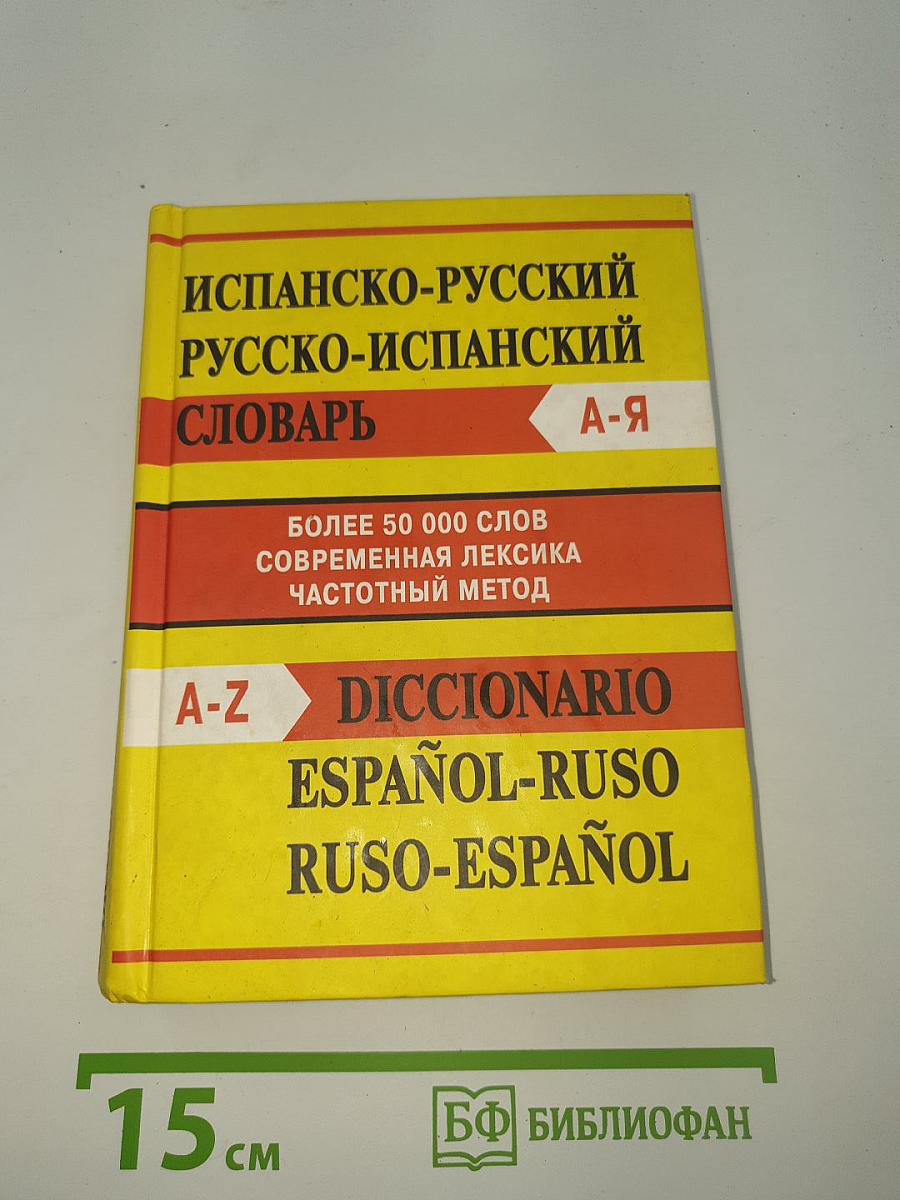 ИСПАНСКО-РУССКИЙ
РУССКО-ИСПАНСКИЙ
СЛОВАРЬ
А-Я
БОЛЕЕ 50 000 СЛОВ
СОВРЕМЕННАЯ ЛЕКСИКА
ЧАСТОТНЫЙ МЕТОД
A-Z
DICCIONARIO
ESPAÑOL-RUSO
RUSO-ESPAÑOL
15 см
БФ БИБЛИОФАН